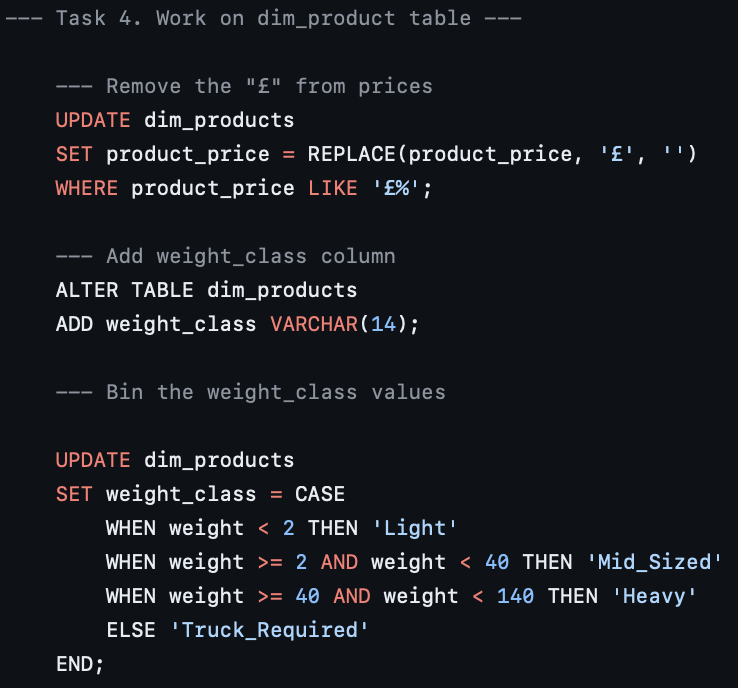 --- Task 4. Work on dim_product table ---
--- Remove the "£" from prices
UPDATE dim_products
SET product_price = REPLACE(product_price, '£', '')
WHERE product_price LIKE '£%';
--- Add weight_class column
ALTER TABLE dim_products
ADD weight_class VARCHAR(14);
--- Bin the weight_class values
UPDATE dim_products
SET weight_class = CASE
WHEN weight < 2 THEN 'Light'
WHEN weight >= 2 AND weight < 40 THEN 'Mid_Sized'
WHEN weight >= 40 AND weight < 140 THEN 'Heavy'
ELSE 'Truck_Required'
END;